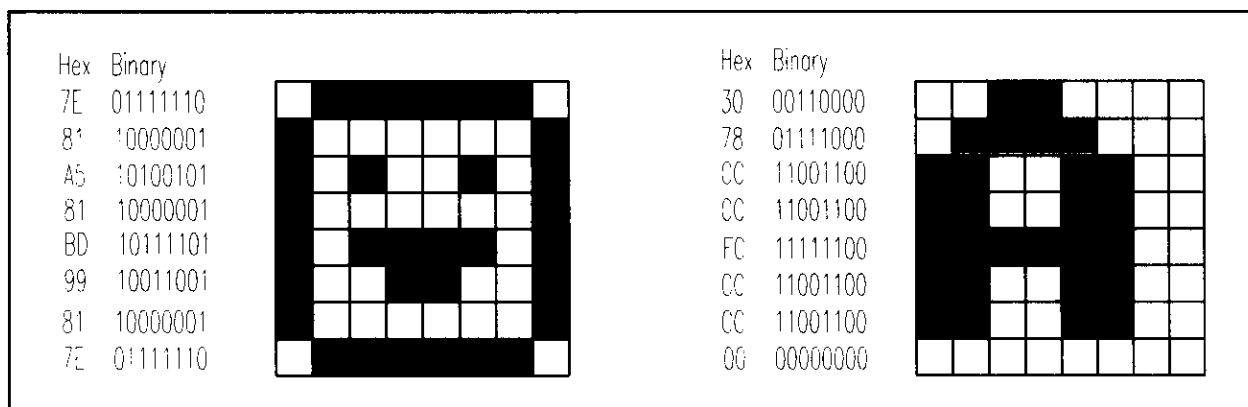 Hex Binary
7E 01111110
81 10000001
A5 10100101
81 10000001
BD 10111101
99 10011001
81 10000001
7E 01111110
Hex Binary
30 00110000
78 01111000
CC 11001100
CC 11001100
FC 11111100
CC 11001100
CC 11001100
00 00000000